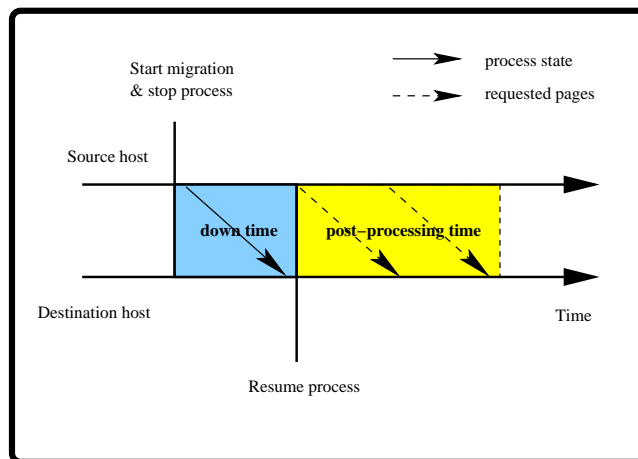 Start migration
& stop process
process state
requested pages
Source host
down time
post−processing time
Destination host
Time
Resume process